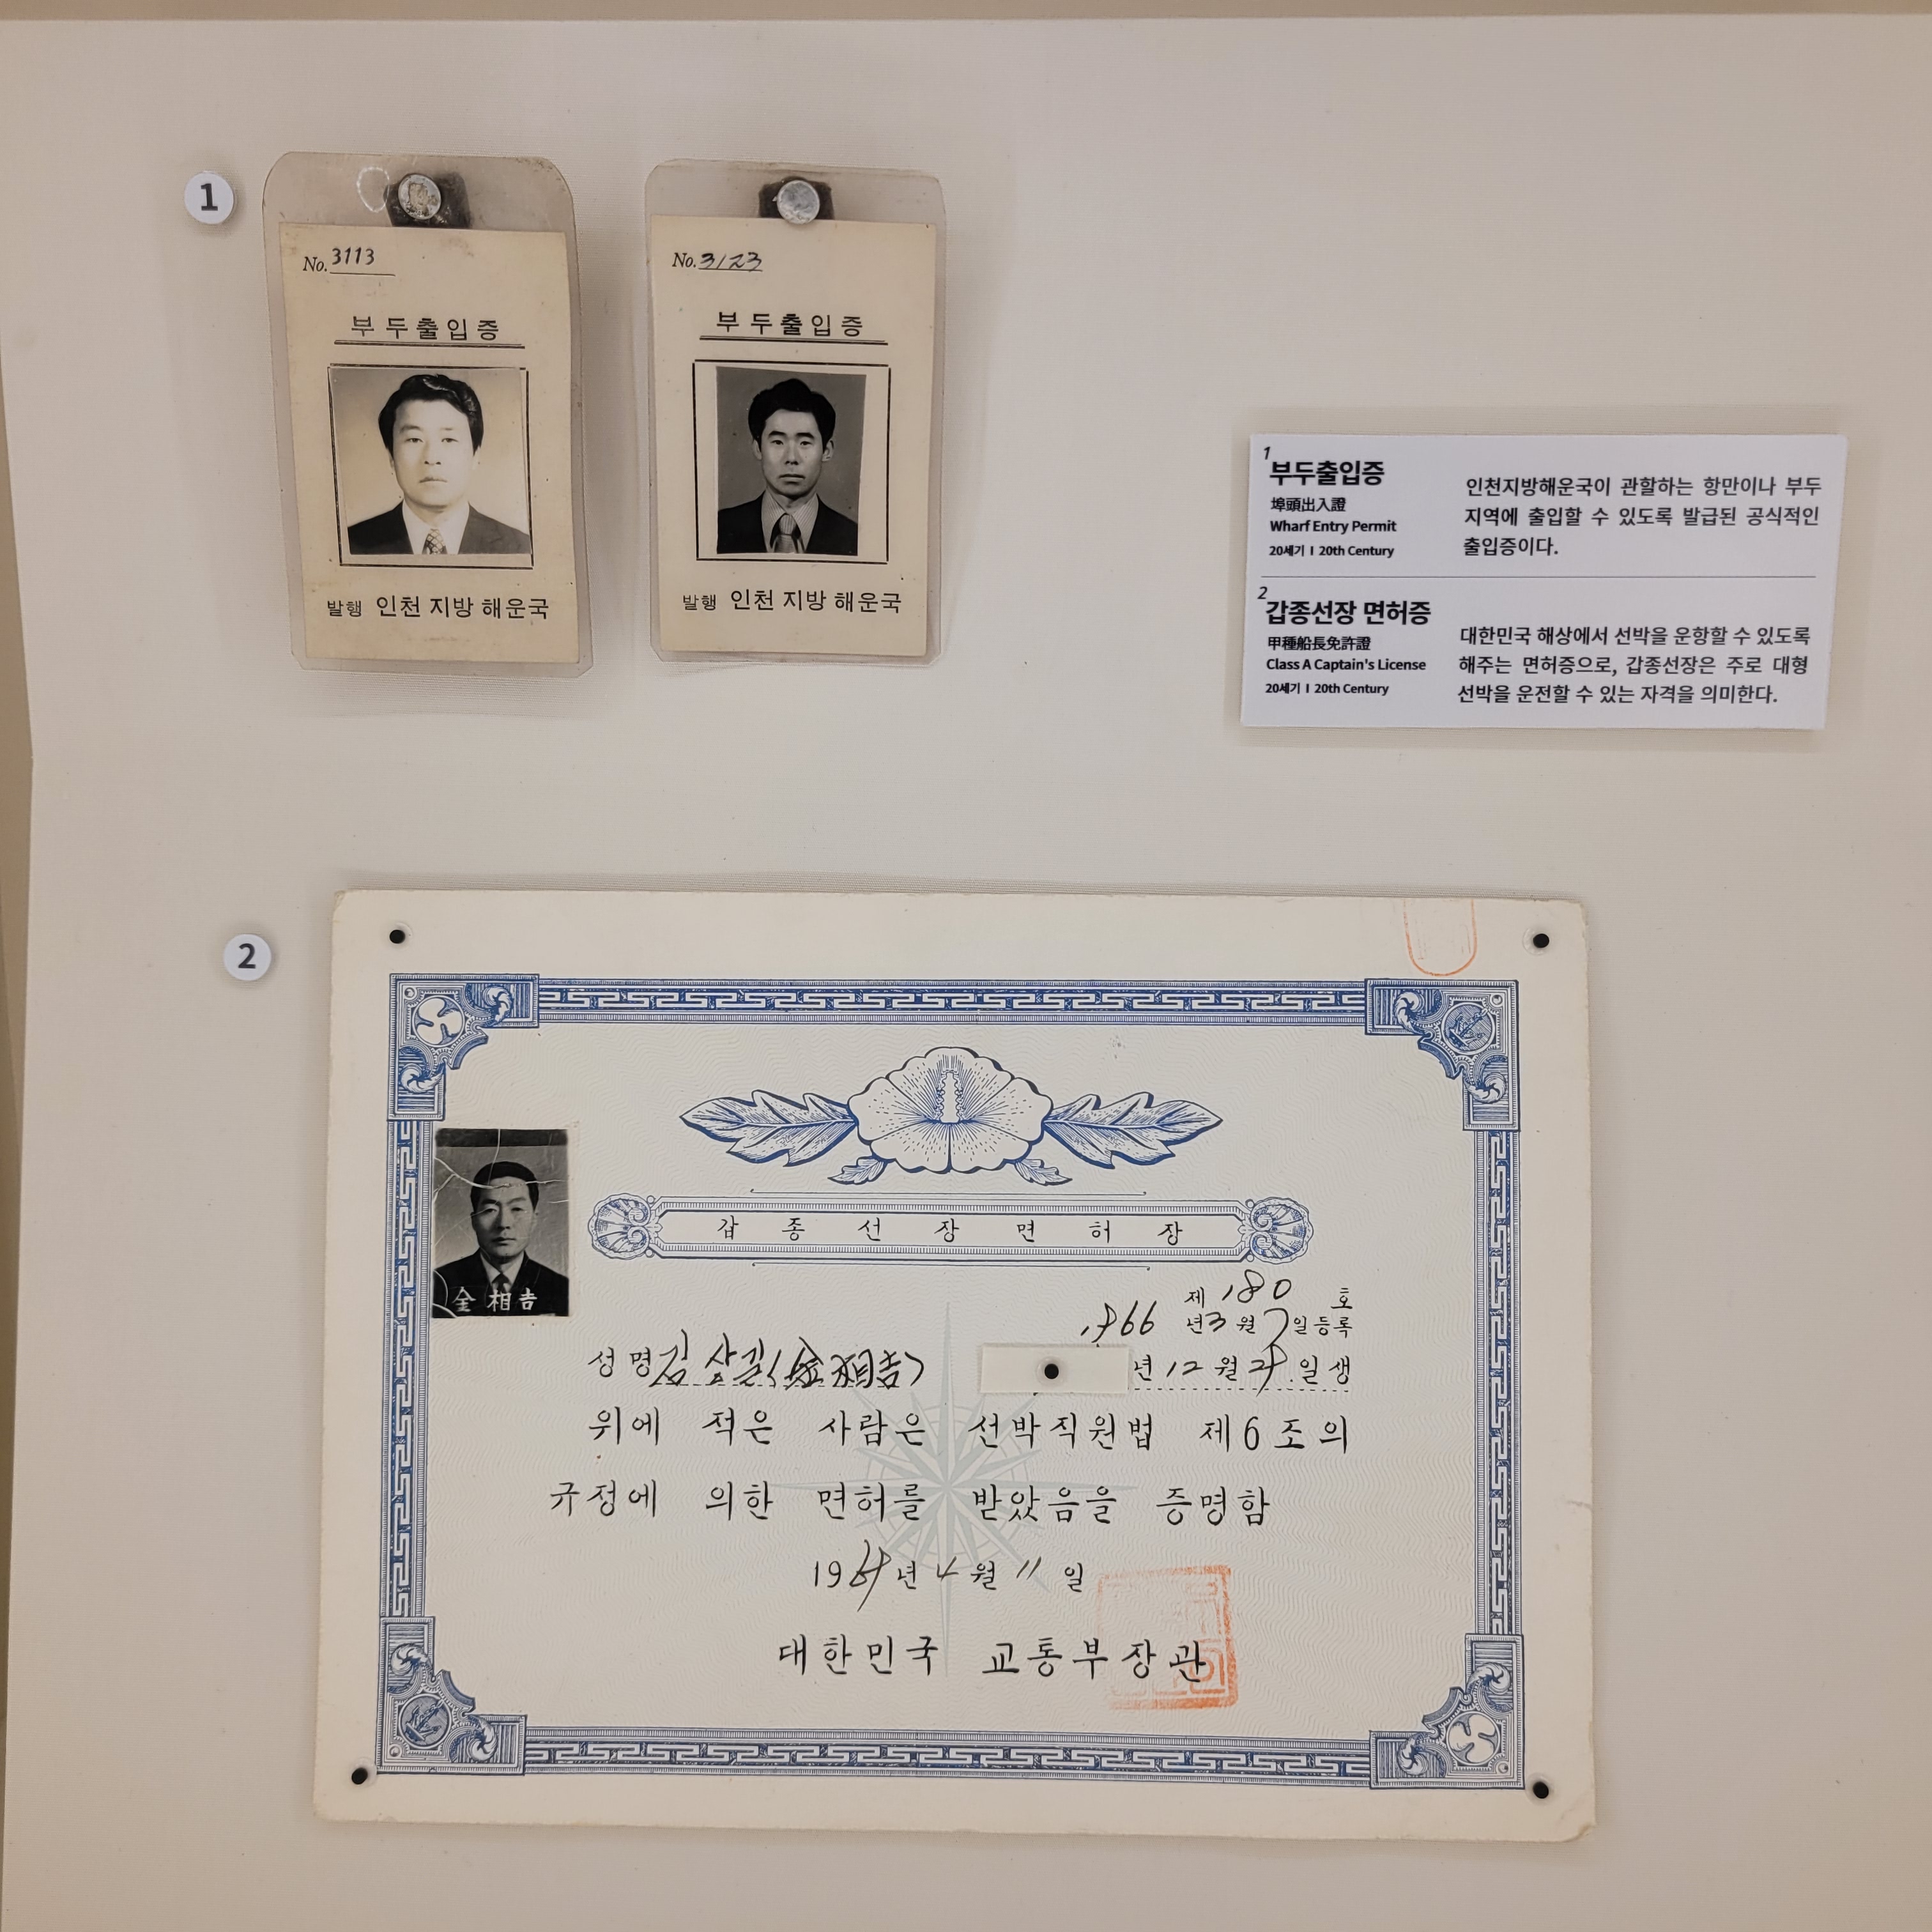 1
No. 3113
부두출입증
발행 인천 지방 해운국
No. 3123
부두출입증
발행 인천 지방 해운국
1
부두출입증
埠頭出入證
Wharf Entry Permit
20세기 I 20th Century
인천지방해운국이 관할하는 항만이나 부두
지역에 출입할 수 있도록 발급된 공식적인
출입증이다.
2
갑종선장 면허증
甲種船長免許證
Class A Captain's License
20세기 I 20th Century
대한민국 해상에서 선박을 운항할 수 있도록
해주는 면허증으로, 갑종선장은 주로 대형
선박을 운전할 수 있는 자격을 의미한다.
2
갑종선장면허장
金相吉
제 180 호
1966 년 3 월 7 일등록
성명 김상길(金相吉)
년 12 월 29. 일생
위에 적은 사람은 선박직원법 제6조의
규정에 의한 면허를 받았음을 증명함
년 4 월 11 일
대한민국 교통부장관